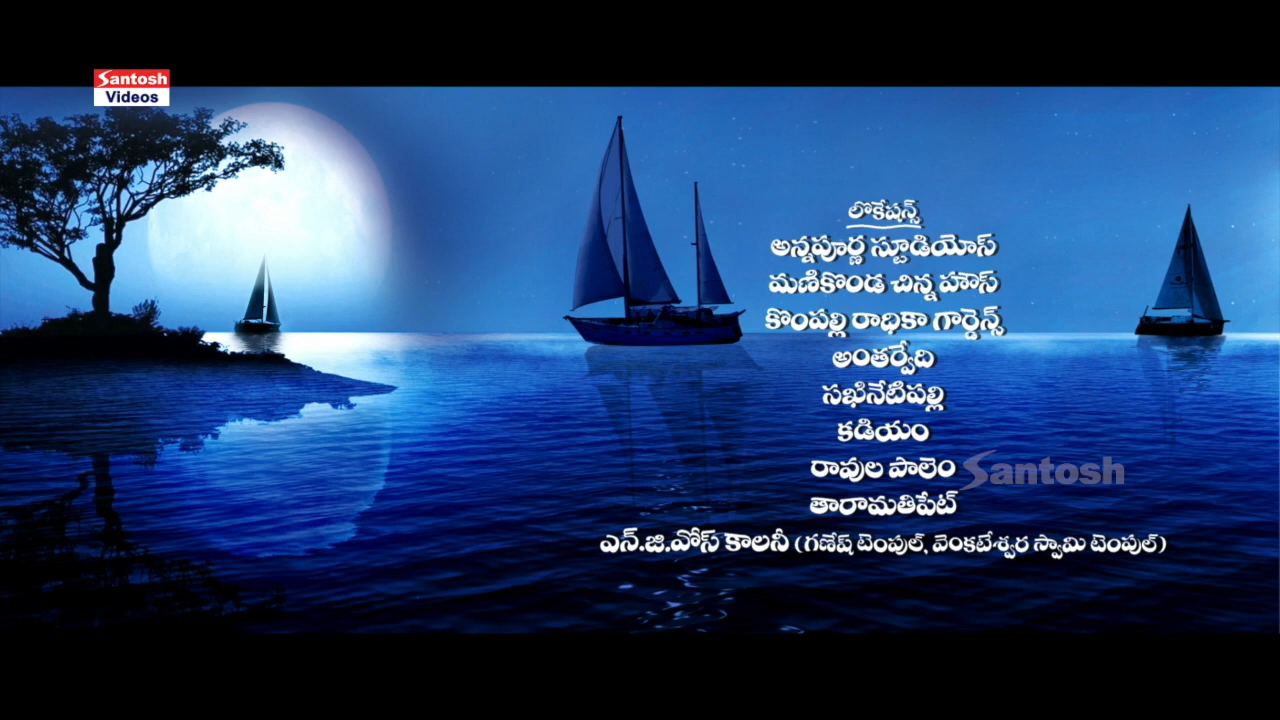 Santosh
Videos
లొకేషన్స్
అన్నపూర్ణ స్టూడియోస్
మణికొండ చిన్న హౌస్
కొంపల్లి రాధికా గార్డెన్స్
అంతర్వేది
సఖినేటిపల్లి
కడియం
రావుల పాలెం
Santosh
తారామతిపేట్
ఎన్.జి.వోస్ కాలనీ (గణేష్ టెంపుల్, వెంకటేశ్వర స్వామి టెంపుల్)